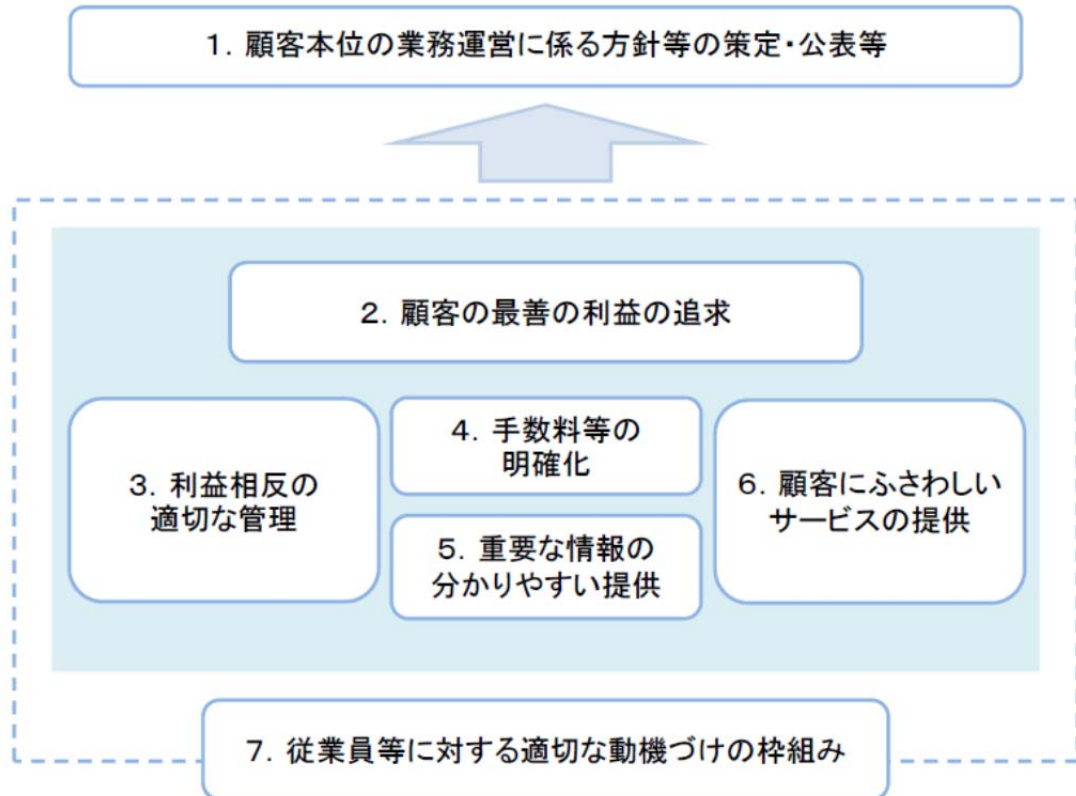 １．顧客本位の業務運営に係る方針等の策定・公表等
２．顧客の最善の利益の追求
３．利益相反の
適切な管理
４．手数料等の
明確化
５．重要な情報の
分かりやすい提供
６．顧客にふさわしい
サービスの提供
７．従業員等に対する適切な動機づけの枠組み